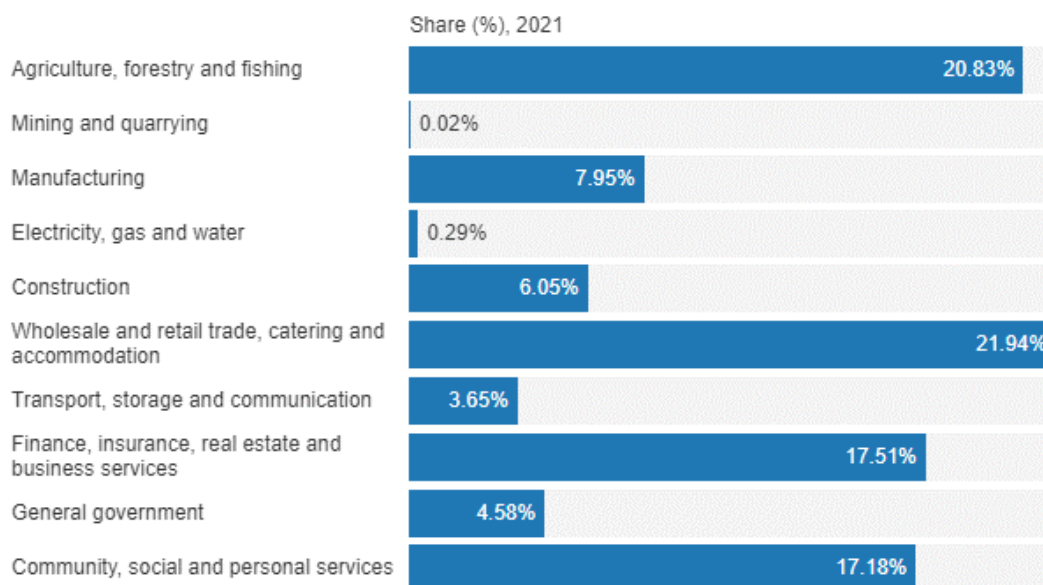 Share (%), 2021
Agriculture, forestry and fishing 20.83%
Mining and quarrying 0.02%
Manufacturing 7.95%
Electricity, gas and water 0.29%
Construction 6.05%
Wholesale and retail trade, catering and
accommodation 21.94%
Transport, storage and communication 3.65%
Finance, insurance, real estate and
business services 17.51%
General government 4.58%
Community, social and personal services 17.18%